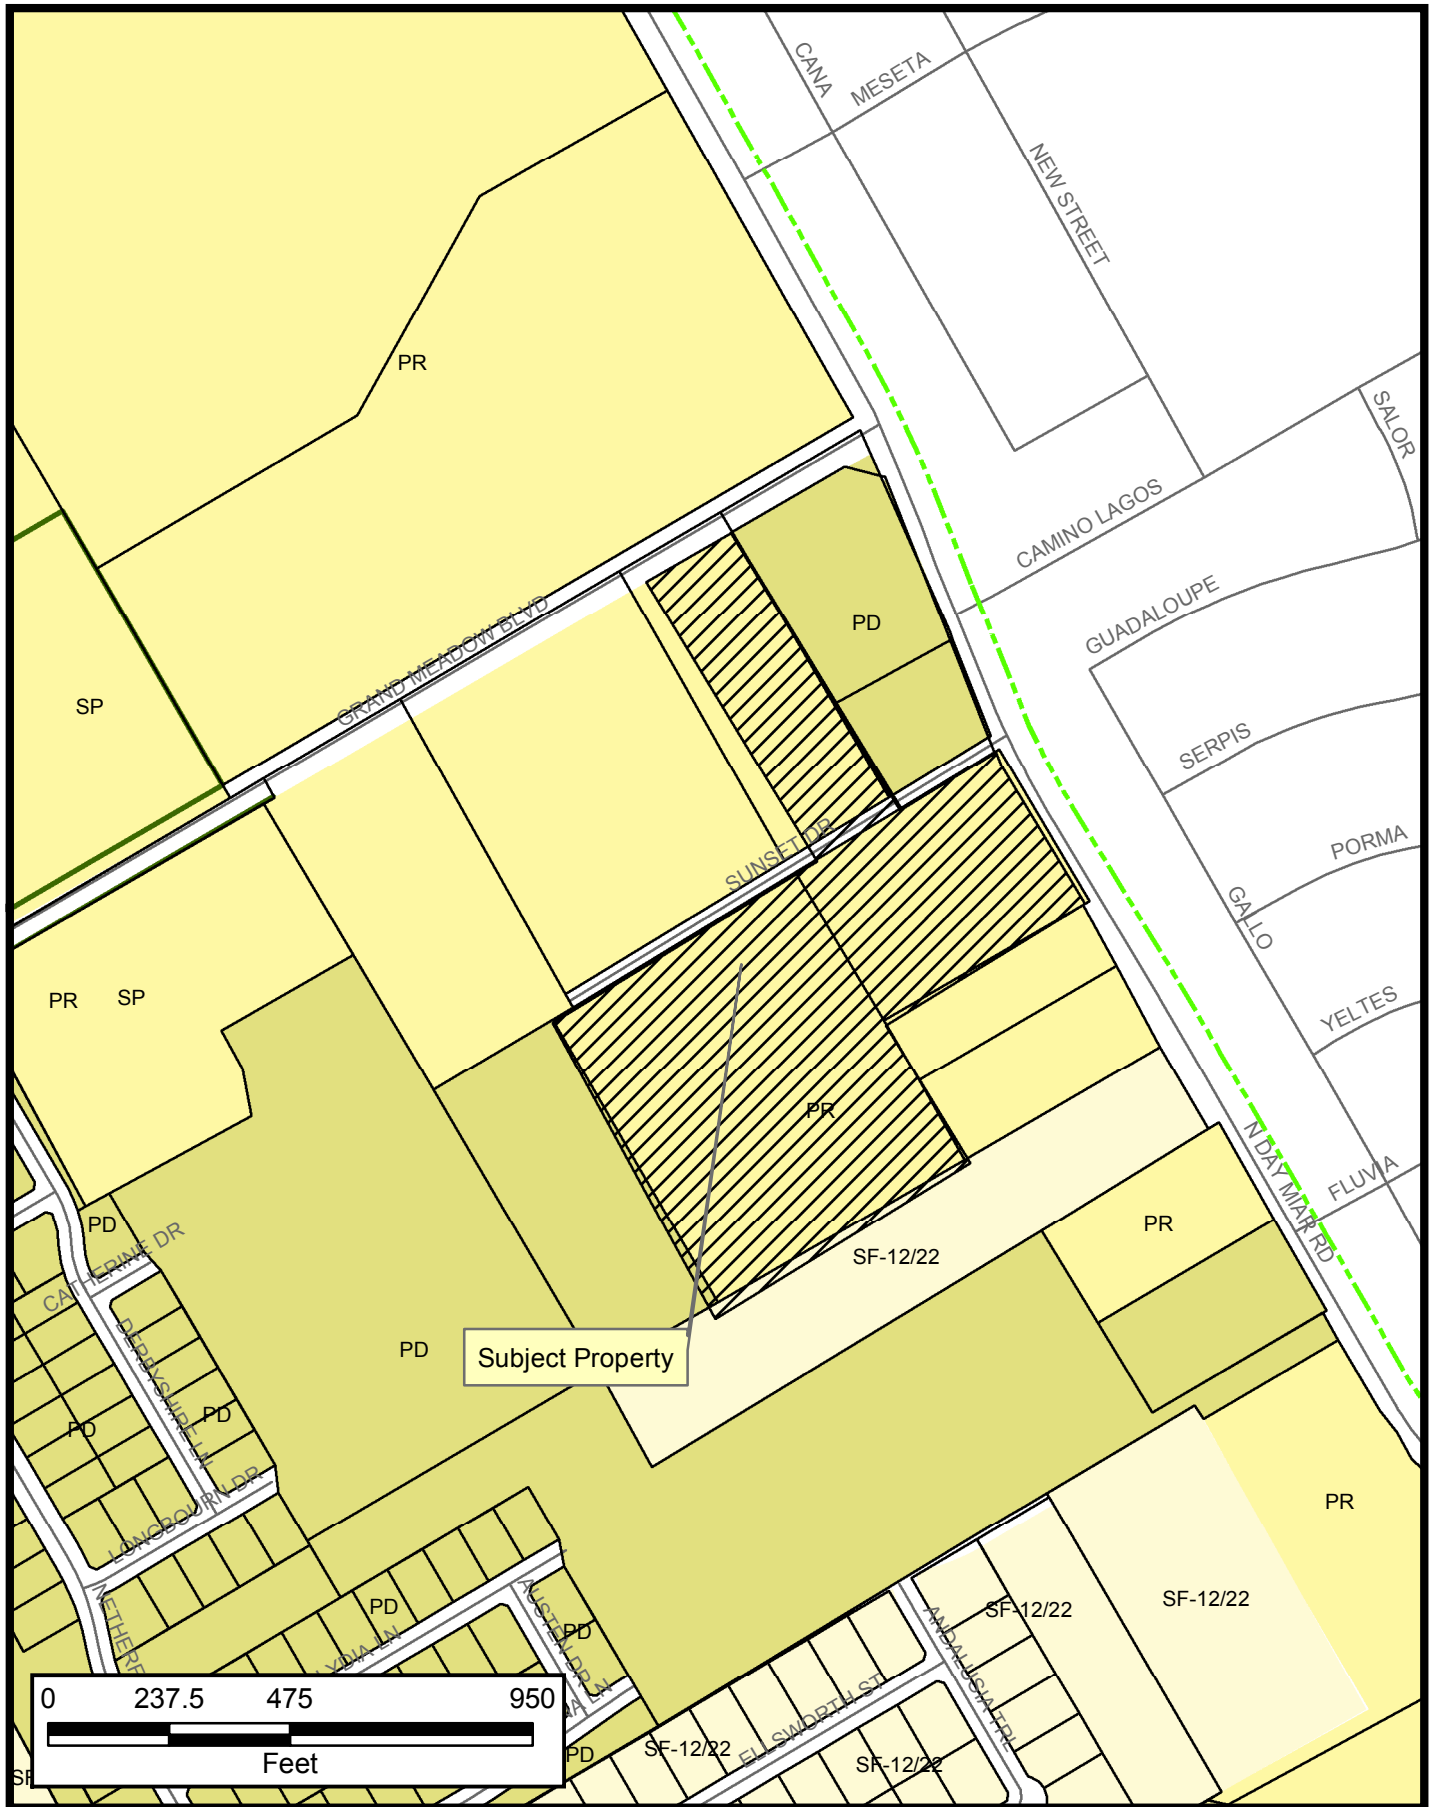 CANA
MESETA
NEW STREET
PR
SALOR
CAMINO LAGOS
GUADALOUPE
PD
GRAND MEADOW BLVD
SP
SERPIS
SUNSET DR
PORMA
GALLO
PR
SP
YELTES
PR
N DAY MIAR RD
FLUVIA
PD
CATHERINE DR
PR
SF-12/22
DERBYSHIRE LN
PD
Subject Property
PD
PD
LONGBOURN DR
PR
PD
AUSTEN DR
PD
ANDALUSIA TRL
SF-12/22
SF-12/22
LYDIA LN
ELLSWORTH ST
SF-12/22
PD
SF-12/22
0 237.5 475 950
Feet